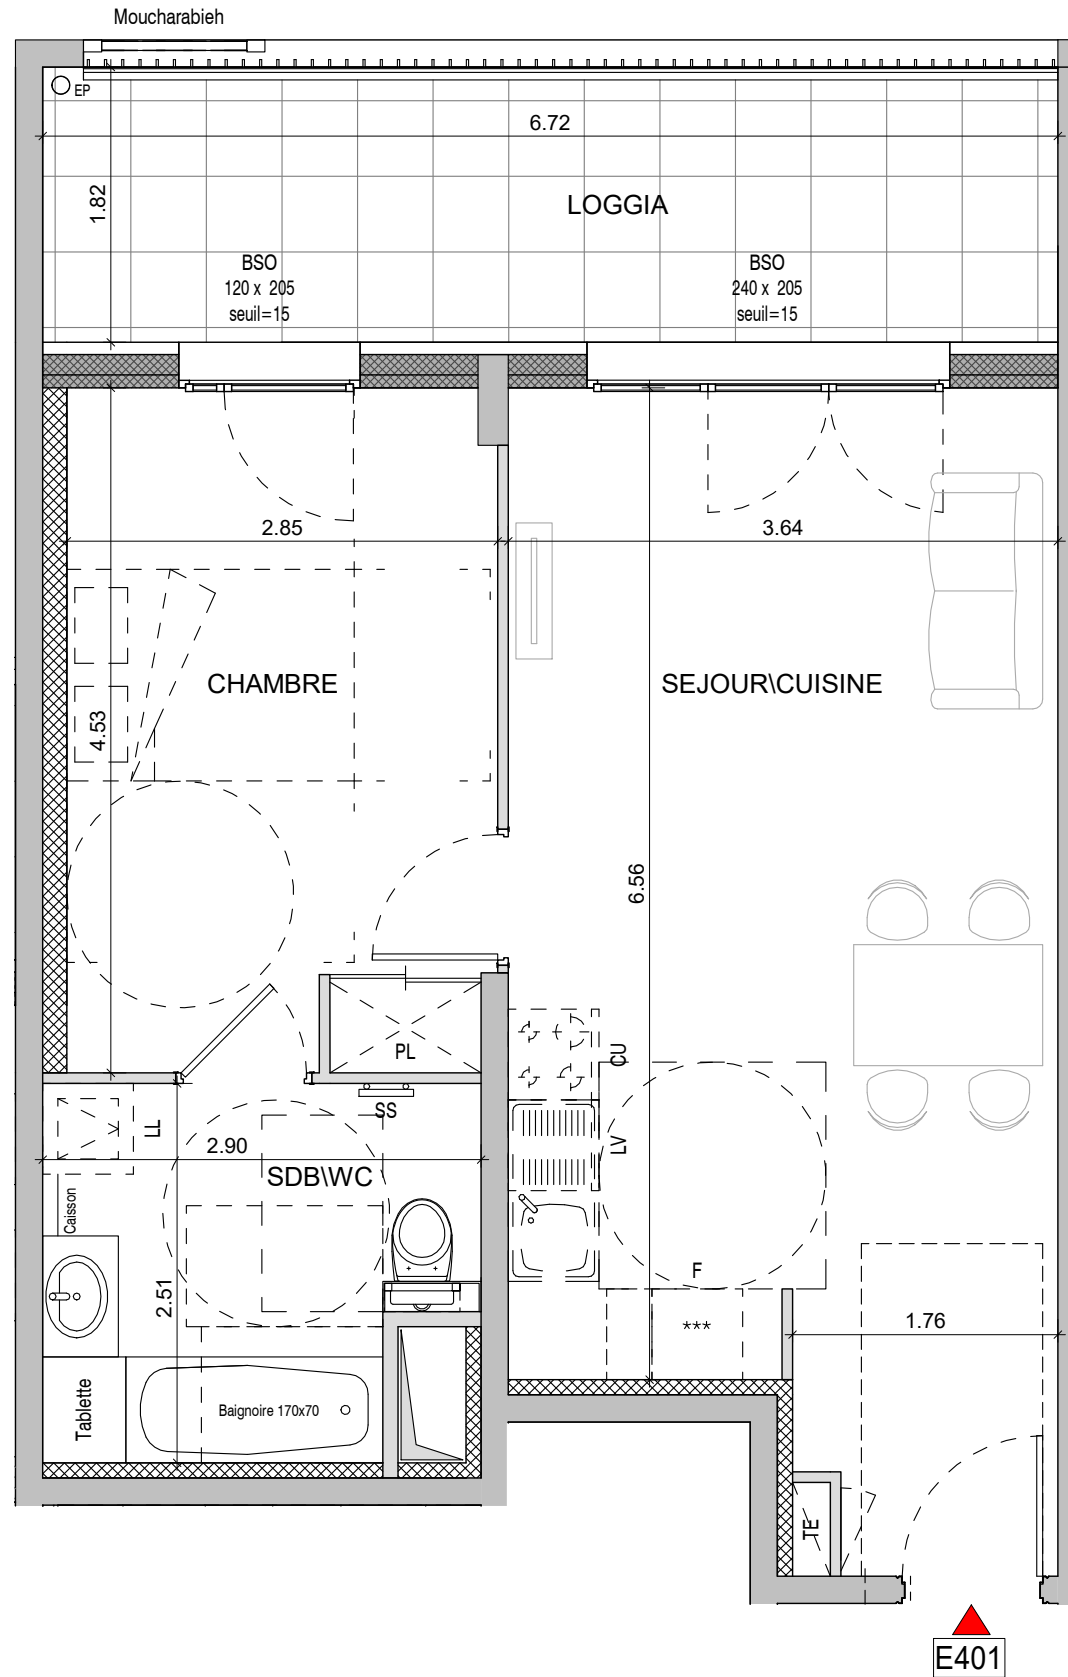 Moucharabieh
EP
6.72
1.82
LOGGIA
BSO
120 x 205
seuil=15
BSO
240 x 205
seuil=15
2.85
3.64
CHAMBRE
SEJOUR\CUISINE
4.53
6.56
PL
CU
SS
LL
LV
2.90
SDB\WC
Caisson
2.51
F
***
1.76
Tablette
Baignoire 170x70
TE
E401